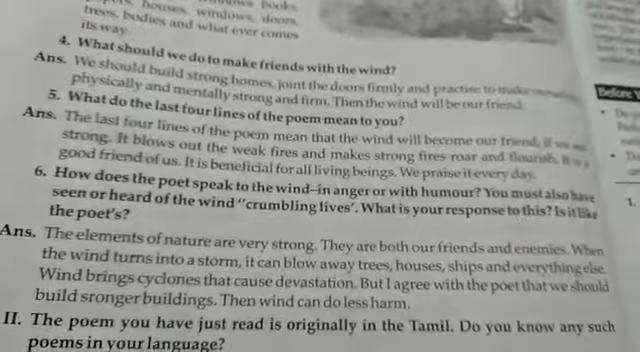 houses, windows, doors,
trees, bodies and what ever comes
its way.
4. What should we do to make friends with the wind?
Ans. We should build strong homes, joint the doors firmly and practise to make
physically and mentally strong and firm. Then the wind will be our friend.
5. What do the last four lines of the poem mean to you?
Ans. The last four lines of the poem mean that the wind will become our friend, if we are
strong. It blows out the weak fires and makes strong fires roar and flourish. It is a
good friend of us. It is beneficial for all living beings. We praise it every day.
6. How does the poet speak to the wind–in anger or with humour? You must also have
seen or heard of the wind "crumbling lives'. What is your response to this? Is it like
the poet's?
Ans. The elements of nature are very strong. They are both our friends and enemies. When
the wind turns into a storm, it can blow away trees, houses, ships and everything else.
Wind brings cyclones that cause devastation. But I agree with the poet that we should
build sronger buildings. Then wind can do less harm.
II. The poem you have just read is originally in the Tamil. Do you know any such
poems in your language?
Before
1.